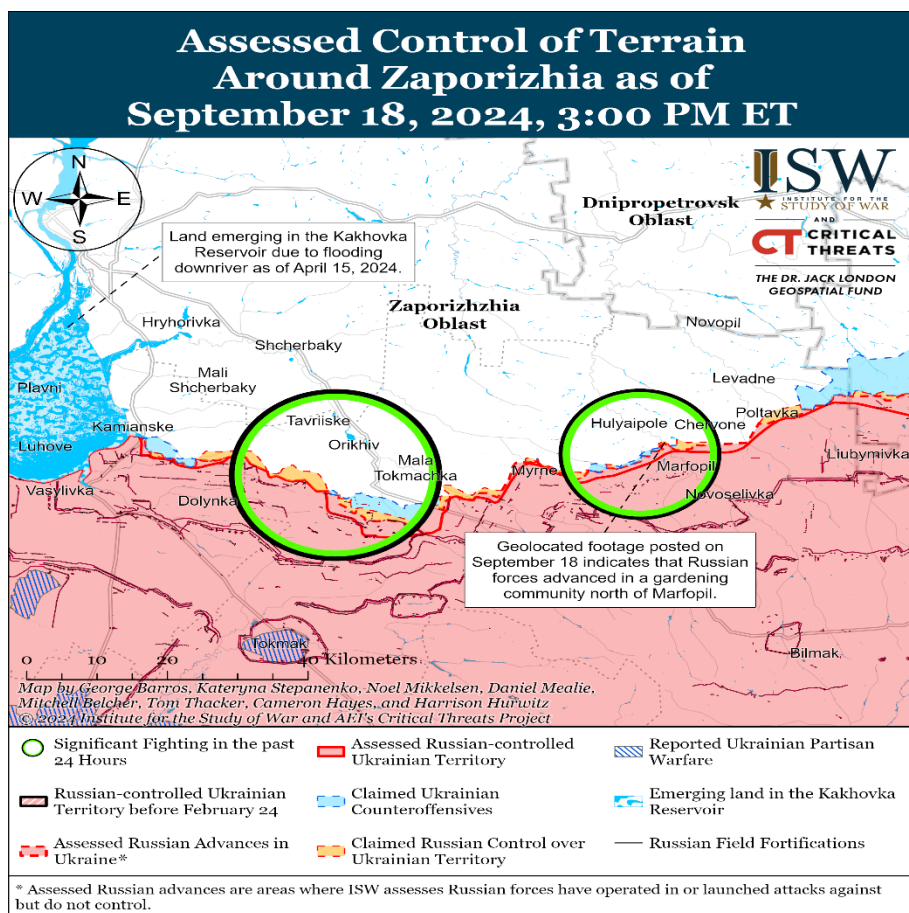 Assessed Control of Terrain
Around Zaporizhia as of
September 18, 2024, 3:00 PM ET
N
W
E
S
ISW
INSTITUTE FOR THE
STUDY OF WAR
AND
CT CRITICAL
THREATS
THE DR. JACK LONDON
GEOSPATIAL FUND
Dnipropetrovsk
Oblast
Land emerging in the Kakhovka
Reservoir due to flooding
downriver as of April 15, 2024.
Zaporizhzhia
Oblast
Hryhorivka
Novopil
Shcherbaky
Mali
Shcherbaky
Levadne
Plavni
Tavriiske
Poltavka
Kamianske
Hulyaipole
Chervone
Orikhiv
Luhove
Mala
Tokmachka
Myrne
Marfopil
Liubymivka
Vasylivka
Dolynka
Novoselivka
Geolocated footage posted on
September 18 indicates that Russian
forces advanced in a gardening
community north of Marfopil.
Tokmak
Bilmak
0 20 40 Kilometers
Map by George Barros, Kateryna Stepanenko, Noel Mikkelsen, Daniel Mealie,
Mitchell Belcher, Tom Thacker, Cameron Hayes, and Harrison Hurwitz
© 2024 Institute for the Study of War and AEI's Critical Threats Project
Significant Fighting in the past
24 Hours
Assessed Russian-controlled
Ukrainian Territory
Reported Ukrainian Partisan
Warfare
Russian-controlled Ukrainian
Territory before February 24
Claimed Ukrainian
Counteroffensives
Emerging land in the Kakhovka
Reservoir
Assessed Russian Advances in
Ukraine*
Claimed Russian Control over
Ukrainian Territory
Russian Field Fortifications
* Assessed Russian advances are areas where ISW assesses Russian forces have operated in or launched attacks against
but do not control.